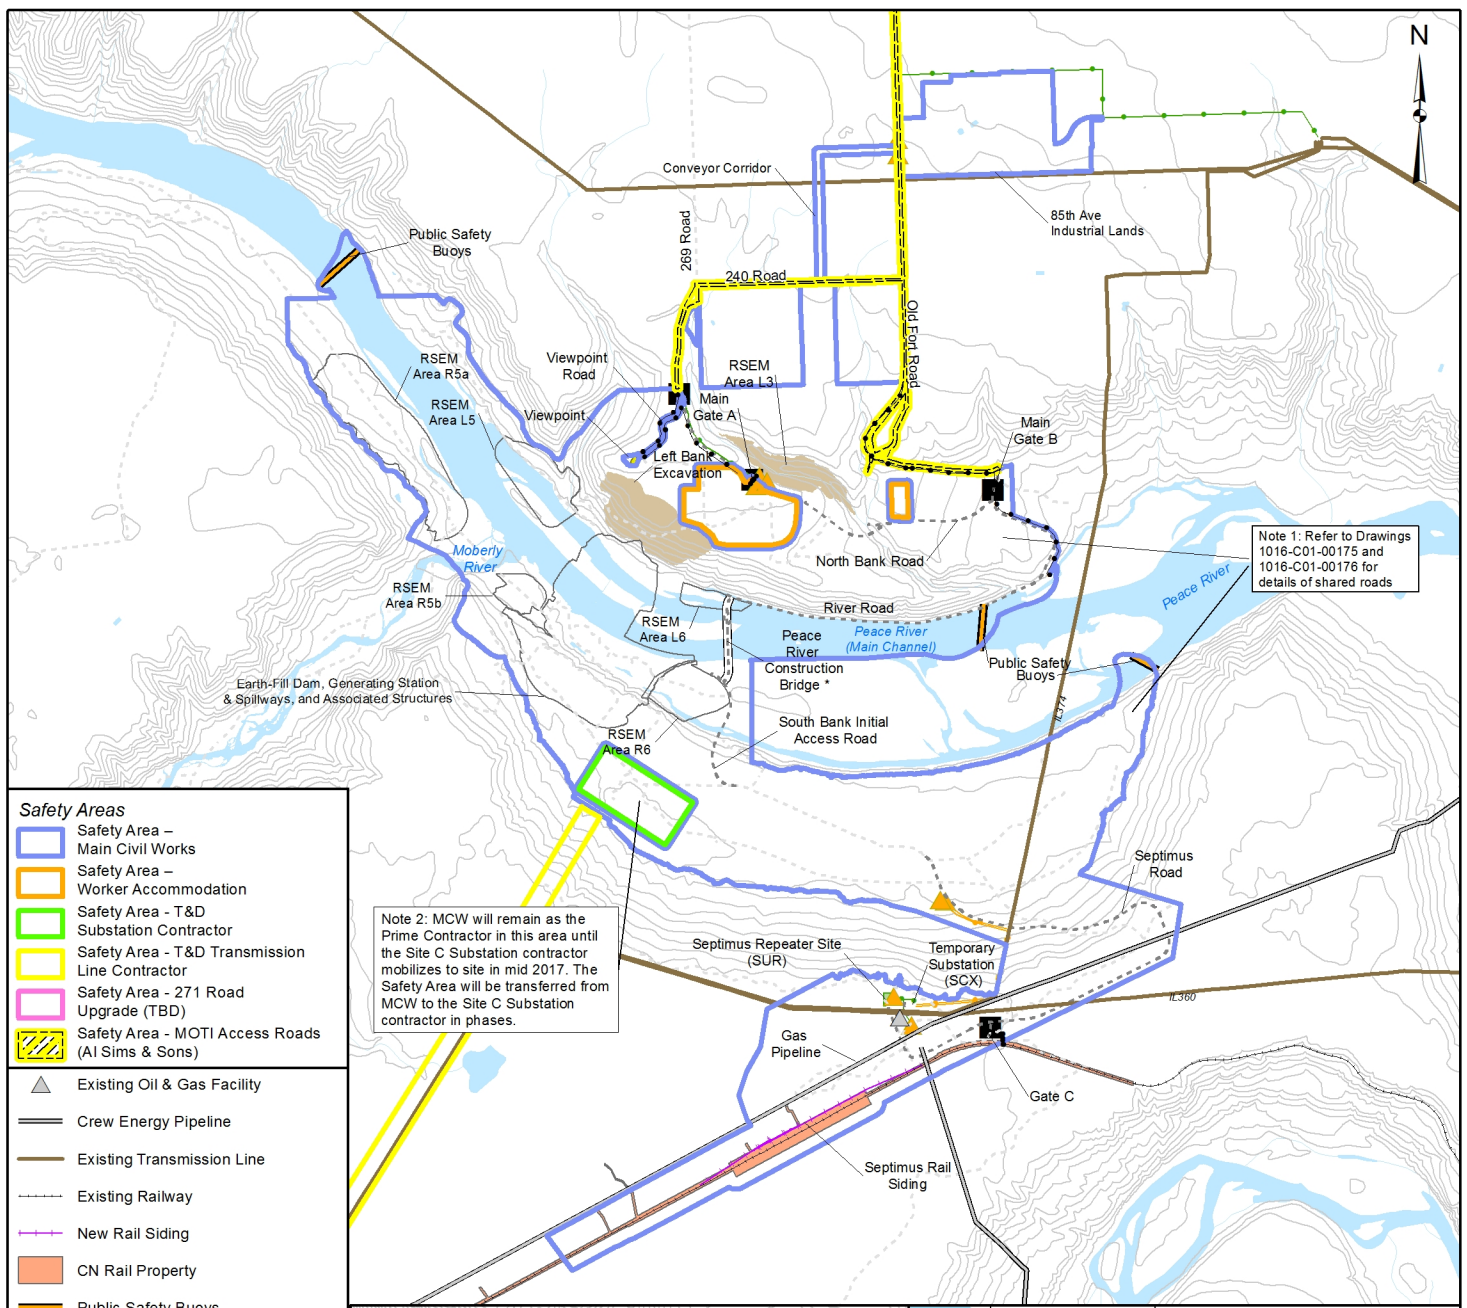 N
Conveyor Corridor
85th Ave
Industrial Lands
269 Road
Public Safety
Buoys
240 Road
Old Fort Road
RSEM
Area R5a
Viewpoint
Road
RSEM
Area L3
RSEM
Area L5
Main
Gate A
Viewpoint
Main
Gate B
Left Bank
Excavation
Moberly
River
North Bank Road
Note 1: Refer to Drawings
1016-C01-00175 and
1016-C01-00176 for
details of shared roads
Peace River
RSEM
Area R5b
River Road
RSEM
Area L6
Peace
River
Peace River
(Main Channel)
Construction
Bridge *
Public Safety
Buoys
Earth-Fill Dam, Generating Station
& Spillways, and Associated Structures
1L374
South Bank Initial
Access Road
RSEM
Area R6
Safety Areas
Safety Area –
Main Civil Works
Safety Area –
Worker Accommodation
Safety Area - T&D
Substation Contractor
Safety Area - T&D Transmission
Line Contractor
Safety Area - 271 Road
Upgrade (TBD)
Safety Area - MOTI Access Roads
(Al Sims & Sons)
Septimus
Road
Note 2: MCW will remain as the
Prime Contractor in this area until
the Site C Substation contractor
mobilizes to site in mid 2017. The
Safety Area will be transferred from
MCW to the Site C Substation
contractor in phases.
Septimus Repeater Site
(SUR)
Temporary
Substation
(SCX)
1L360
Gas
Pipeline
Gate C
Septimus Rail
Siding
Existing Oil & Gas Facility
Crew Energy Pipeline
Existing Transmission Line
Existing Railway
New Rail Siding
CN Rail Property
Public Safety Buoys